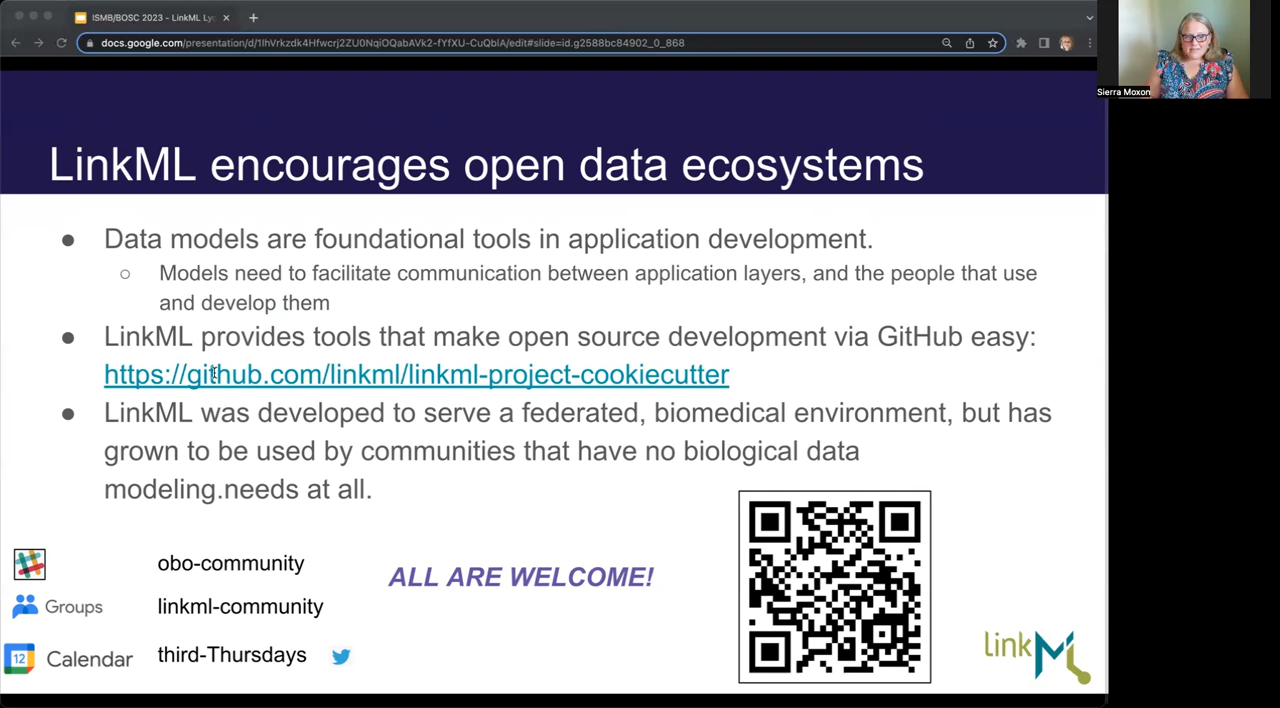 ISMB/BOSC 2023 - LinkML Ly
docs.google.com/presentation/d/1IhVrkzdk4Hfwcrj2ZU0NqiOQabAVk2-fYfXU-CuQblA/edit#slide=id.g2588bc84902_0_868
Sierra Moxon
LinkML encourages open data ecosystems
● Data models are foundational tools in application development.
○ Models need to facilitate communication between application layers, and the people that use
and develop them
● LinkML provides tools that make open source development via GitHub easy:
https://github.com/linkml/linkml-project-cookiecutter
● LinkML was developed to serve a federated, biomedical environment, but has
grown to be used by communities that have no biological data
modeling.needs at all.
obo-community
ALL ARE WELCOME!
Groups linkml-community
12 Calendar third-Thursdays
linkML